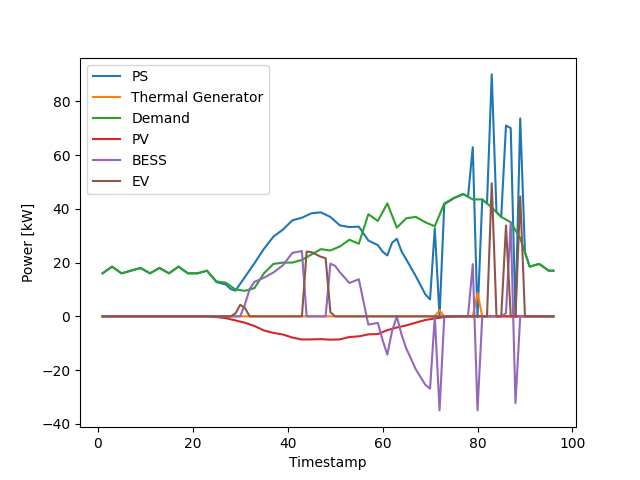 PS
Thermal Generator
Demand
PV
BESS
EV
80
60
40
20
0
−20
−40
Power [kW]
0 20 40 60 80 100
Timestamp